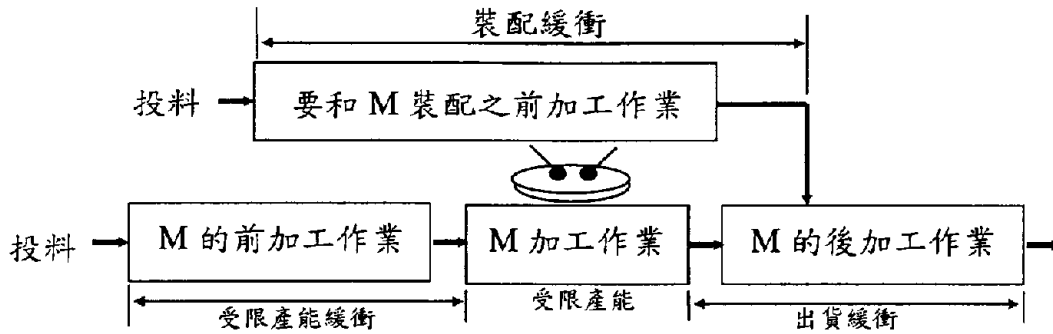 裝配緩衝
投料
要和 M 裝配之前加工作業
投料
M 的前加工作業
M 加工作業
M 的後加工作業
受限產能緩衝
受限產能
出貨緩衝